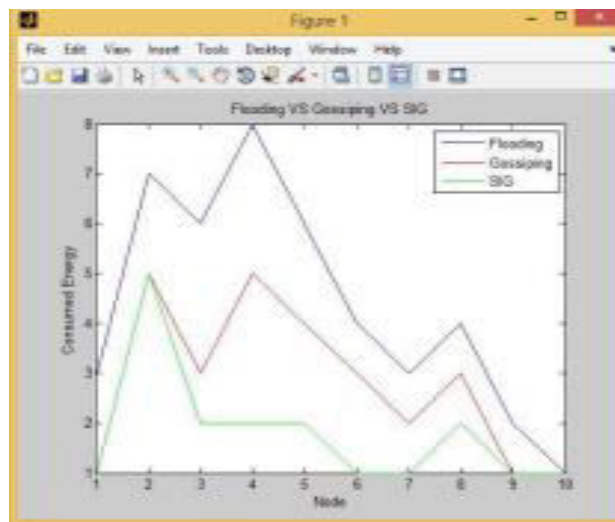 Figure 1
File Edit View Insert Tools Desktop Window Help
Flooding VS Gossiping VS SIG
Flooding
Gossiping
SIG
Consumed Energy
8
7
6
5
4
3
2
1
1 2 3 4 5 6 7 8 9 10
Node